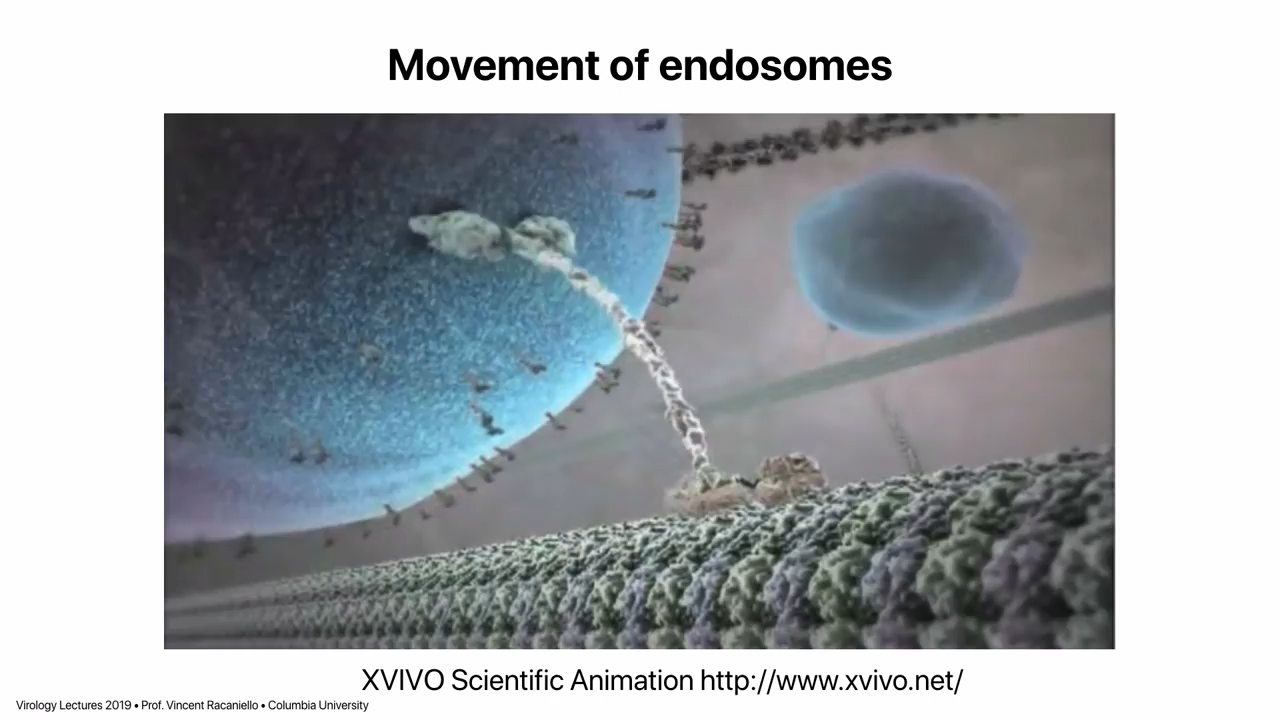 Movement of endosomes
XVIVO Scientific Animation http://www.xvivo.net/
Virology Lectures 2019 • Prof. Vincent Racaniello • Columbia University